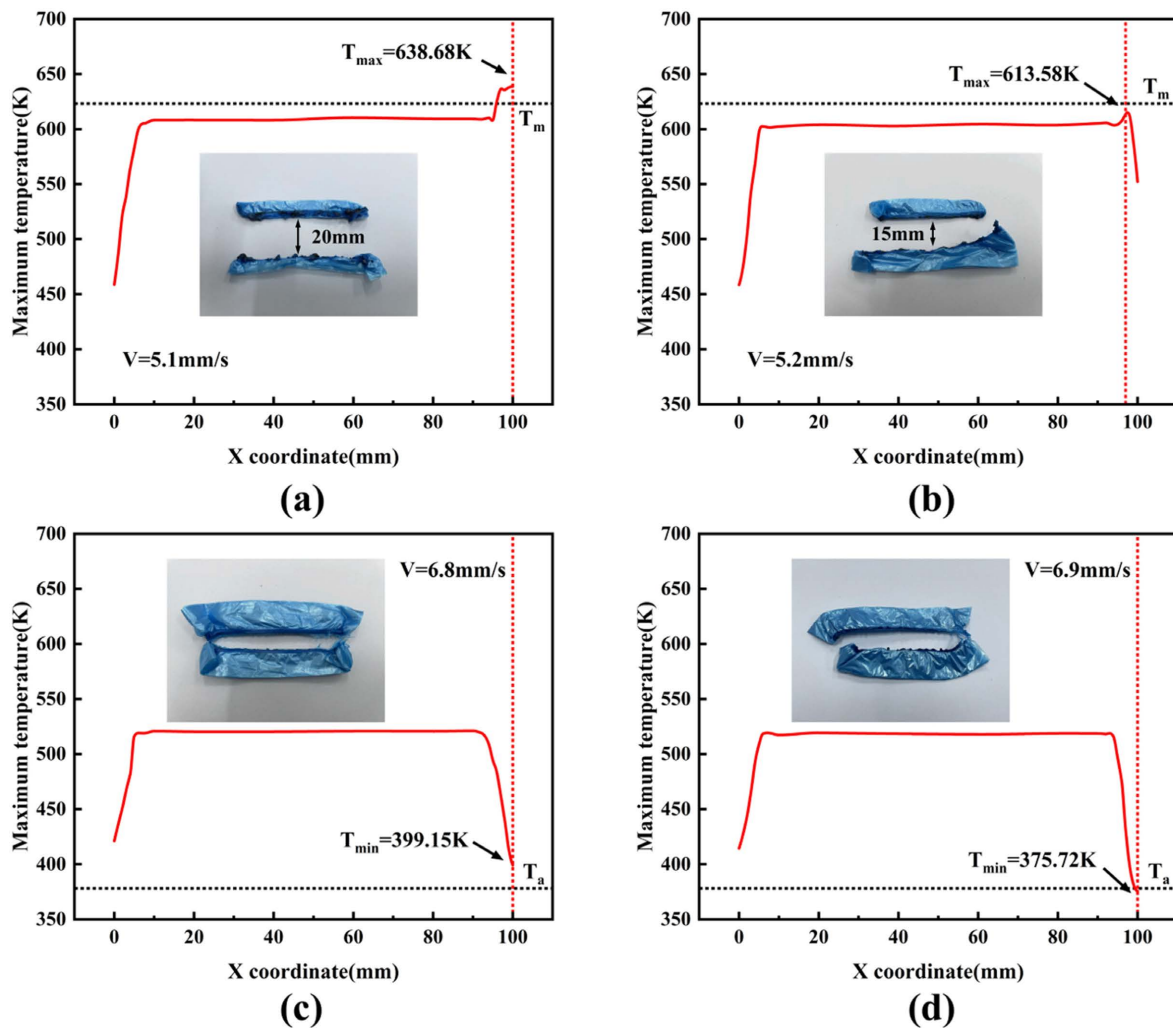 700
650
600
550
500
450
400
350
Maximum temperature(K)
Tmax=638.68K
Tm
20mm
V=5.1mm/s
0 20 40 60 80 100
X coordinate(mm)
(a)
700
650
600
550
500
450
400
350
Maximum temperature(K)
Tmax=613.58K
Tm
15mm
V=5.2mm/s
0 20 40 60 80 100
X coordinate(mm)
(b)
700
650
600
550
500
450
400
350
Maximum temperature(K)
V=6.8mm/s
Tmin=399.15K
Ta
0 20 40 60 80 100
X coordinate(mm)
(c)
700
650
600
550
500
450
400
350
Maximum temperature(K)
V=6.9mm/s
Tmin=375.72K
Ta
0 20 40 60 80 100
X coordinate(mm)
(d)